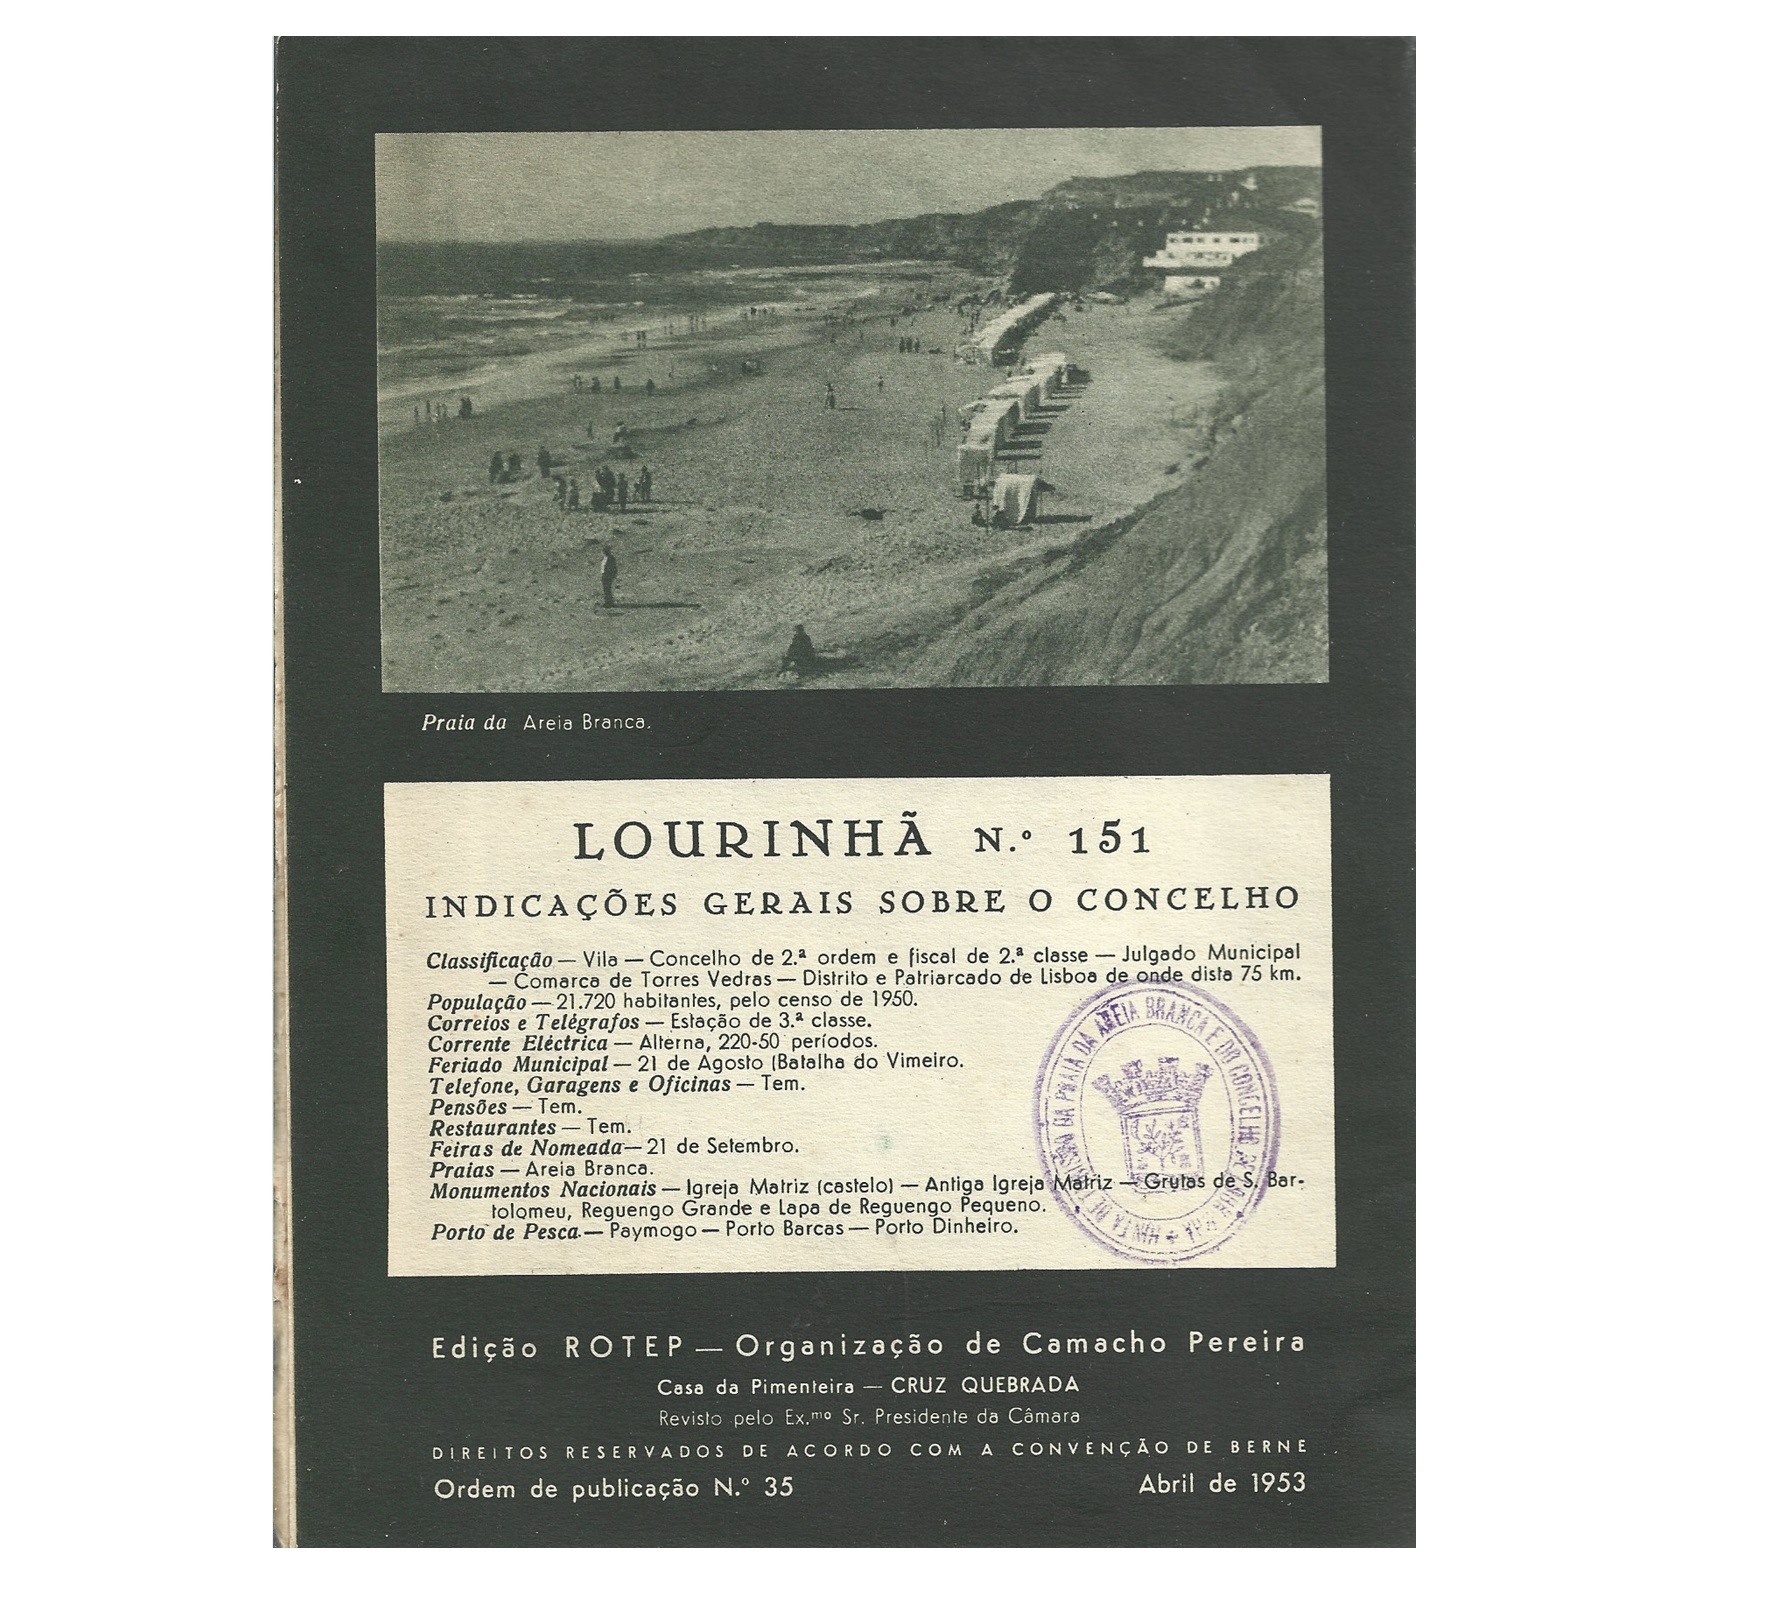 Praia da Areia Branca.
LOURINHÃ N.º 151
INDICAÇÕES GERAIS SOBRE O CONCELHO
Classificação — Vila — Concelho de 2.ª ordem e fiscal de 2.ª classe — Julgado Municipal
— Comarca de Torres Vedras — Distrito e Patriarcado de Lisboa de onde dista 75 km.
População — 21.720 habitantes, pelo censo de 1950.
Correios e Telégrafos — Estação de 3.ª classe.
Corrente Eléctrica — Alterna, 220-50 períodos.
Feriado Municipal — 21 de Agosto (Batalha do Vimeiro.
Telefone, Garagens e Oficinas — Tem.
Pensões — Tem.
Restaurantes — Tem.
Feiras de Nomeada — 21 de Setembro.
Praias — Areia Branca.
Monumentos Nacionais — Igreja Matriz (castelo) — Antiga Igreja Matriz — Grutas de S. Bar-
tolomeu, Reguengo Grande e Lapa de Reguengo Pequeno.
Porto de Pesca. — Paymogo — Porto Barcas — Porto Dinheiro.
DA PRAIA DA AREIA BRANCA E DO CONCELHO
Edição ROTEP — Organização de Camacho Pereira
Casa da Pimenteira — CRUZ QUEBRADA
Revisto pelo Ex.mo Sr. Presidente da Câmara
DIREITOS RESERVADOS DE ACORDO COM A CONVENÇÃO DE BERNE
Ordem de publicação N.º 35
Abril de 1953